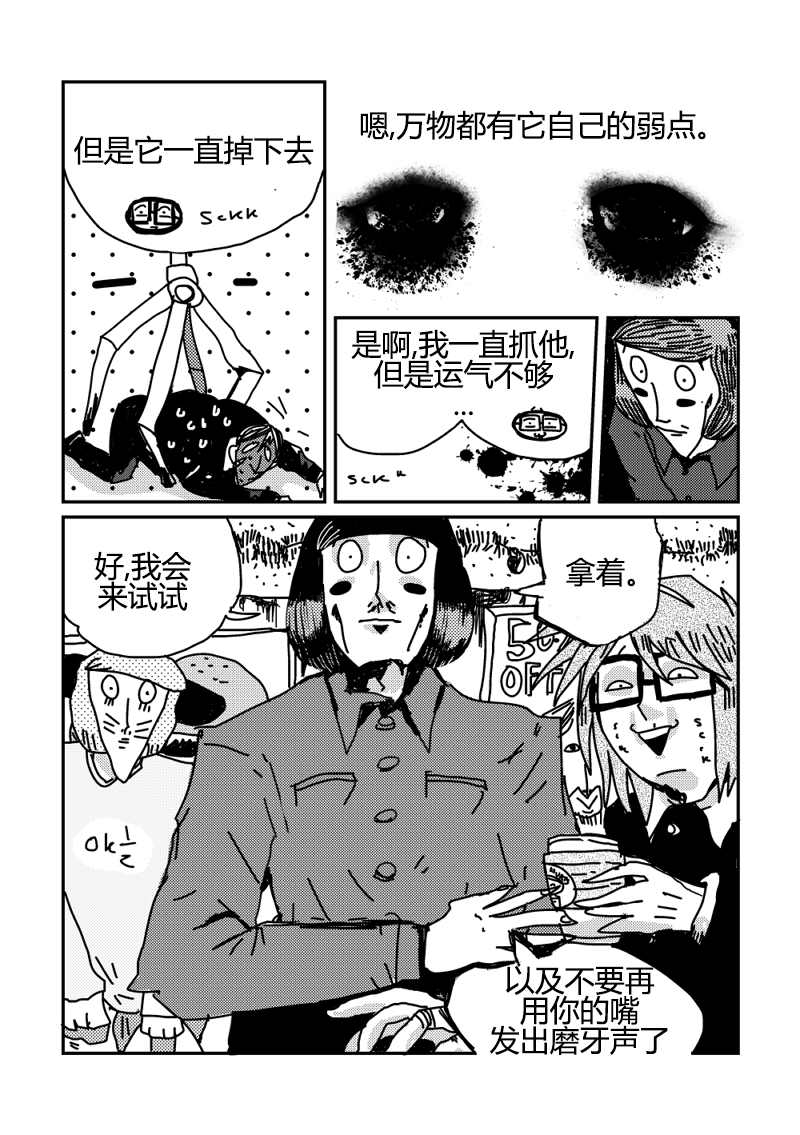 但是它一直掉下去
Sckk
嗯,万物都有它自己的弱点。
是啊,我一直抓他,
但是运气不够
...
SCK"
好,我会
来试试
拿着。
OFF
SCK
OK 1/2
以及不要再
用你的嘴
发出磨牙声了